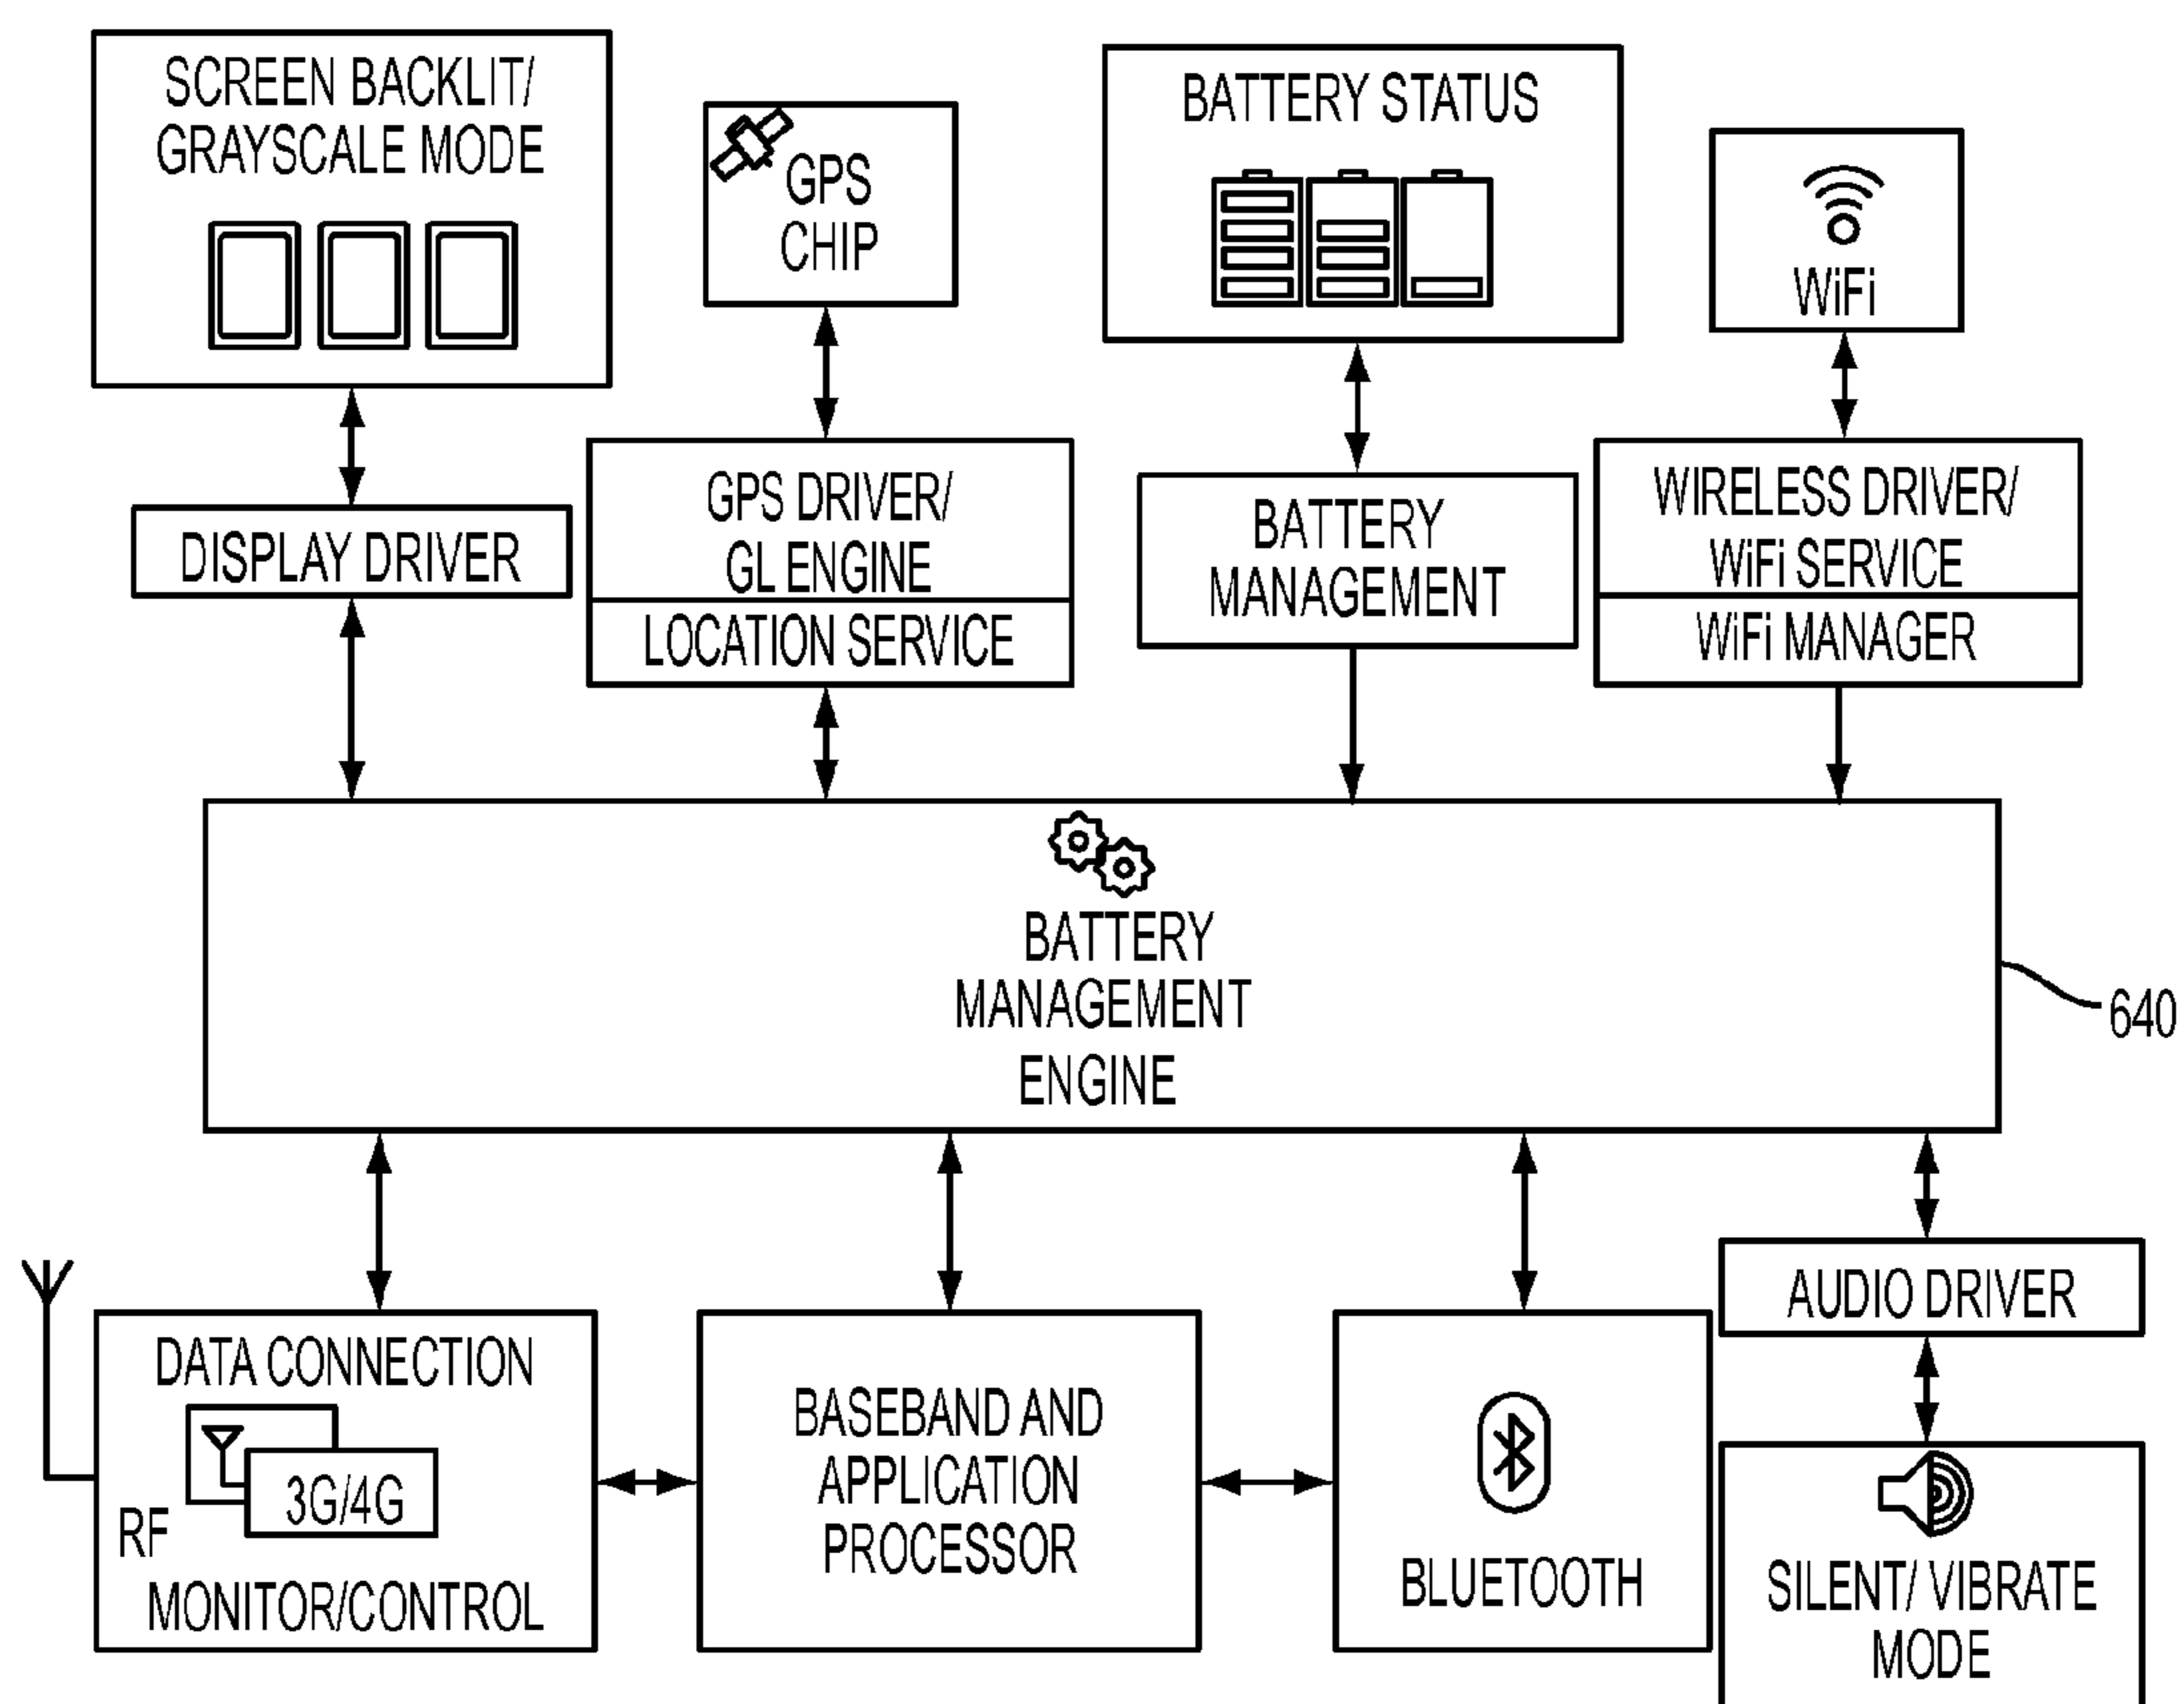 SCREEN BACKLIT/
GRAYSCALE MODE
GPS
CHIP
BATTERY STATUS
WiFi
DISPLAY DRIVER
GPS DRIVER/
GL ENGINE
LOCATION SERVICE
BATTERY
MANAGEMENT
WIRELESS DRIVER/
WiFi SERVICE
WiFi MANAGER
BATTERY
MANAGEMENT
ENGINE
640
DATA CONNECTION
3G/4G
RF
MONITOR/CONTROL
BASEBAND AND
APPLICATION
PROCESSOR
BLUETOOTH
AUDIO DRIVER
SILENT/ VIBRATE
MODE